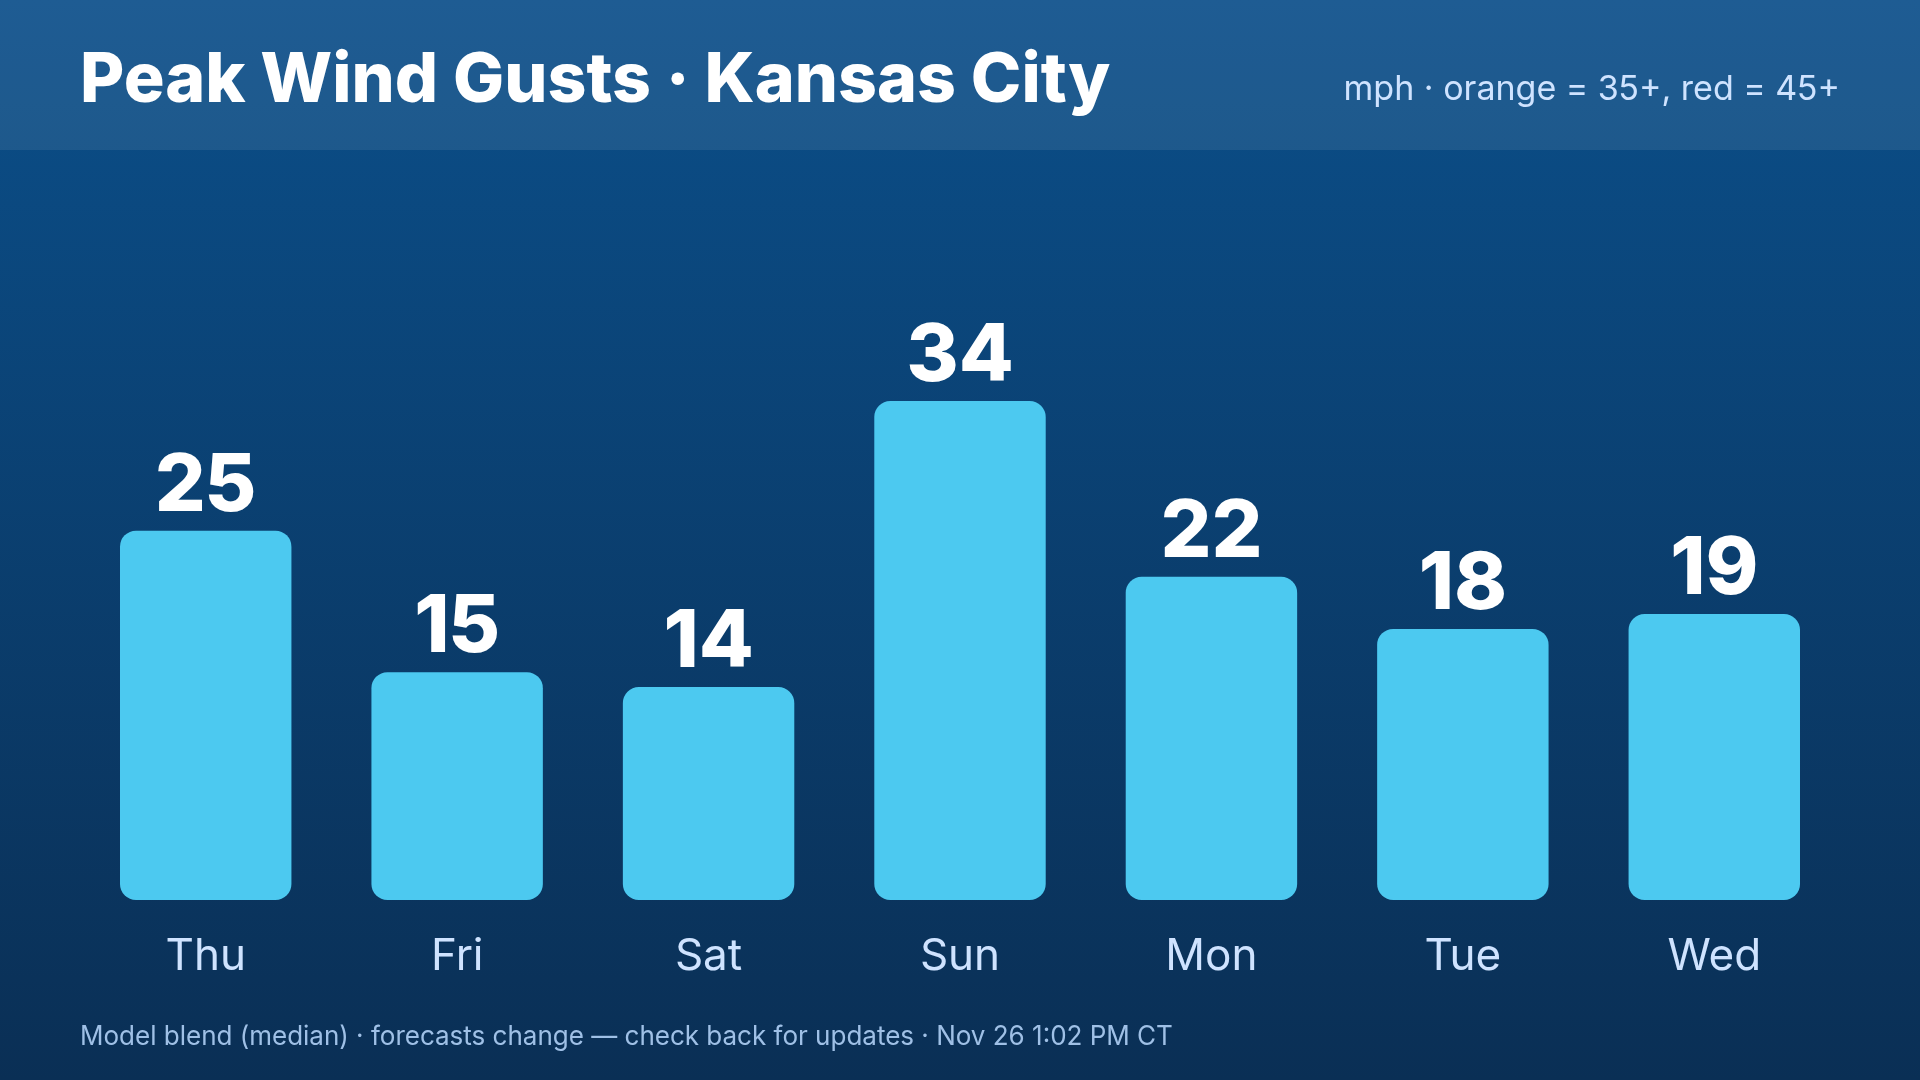 Peak Wind Gusts · Kansas City
mph · orange = 35+, red = 45+
25
15
14
34
22
18
19
Thu
Fri
Sat
Sun
Mon
Tue
Wed
Model blend (median) · forecasts change — check back for updates · Nov 26 1:02 PM CT